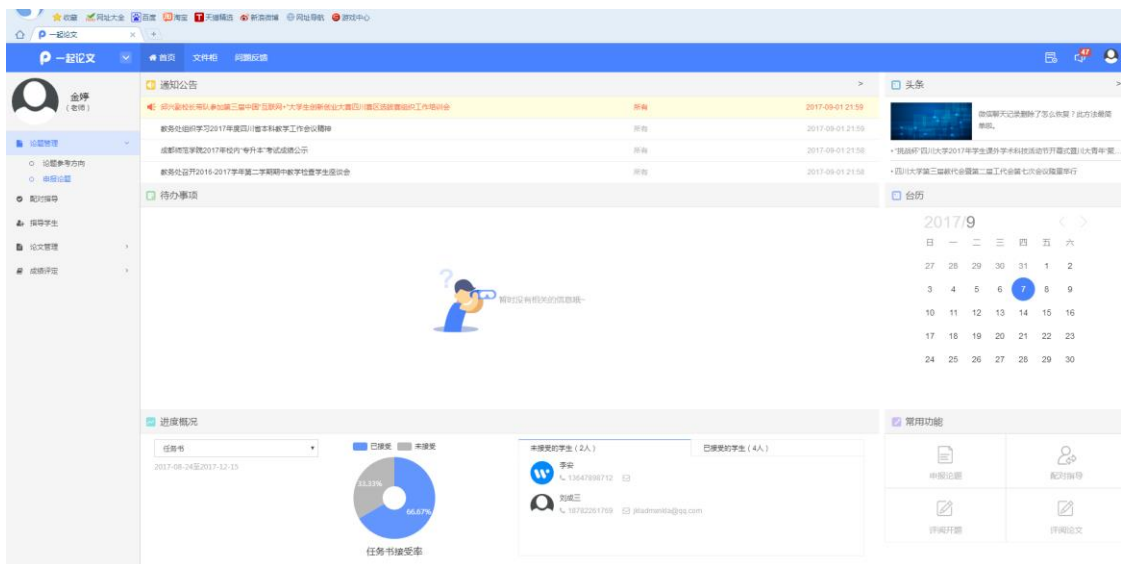 收藏 网址大全 百度 淘宝 天猫精选 新浪微博 网址导航 游戏中心
一起论文 × +
一起论文 首页 文件柜 问题反馈 47
金婷
(老师)
论题管理
论题参考方向
申报论题
配对指导
指导学生
论文管理 >
成绩评定 >
通知公告 >
教务处组织学习2017年度四川省本科教学工作会议精神 所有 2017-09-01 21:59
成都师范学院2017年校内"专升本"考试成绩公示 所有 2017-09-01 21:58
教务处召开2016-2017学年第二学期期中教学检查学生座谈会 所有 2017-09-01 21:58
待办事项
暂时没有相关的信息哦~
进度概况
任务书
2017-08-24至2017-12-15
已接受 未接受
33.33%
66.67%
任务书接受率
未接受的学生(2人) 已接受的学生(4人)
李安
13647898712
刘成三
18782261769
头条 >
微信聊天记录删除了怎么恢复?此方法最简
单呢。
•四川大学第三届教代会暨第二届工代会第七次会议隆重举行
台历
2017/9 < >
日 一 二 三 四 五 六
27 28 29 30 31 1 2
3 4 5 6 7 8 9
10 11 12 13 14 15 16
17 18 19 20 21 22 23
24 25 26 27 28 29 30
常用功能
申报论题 配对指导
评阅开题 评阅论文